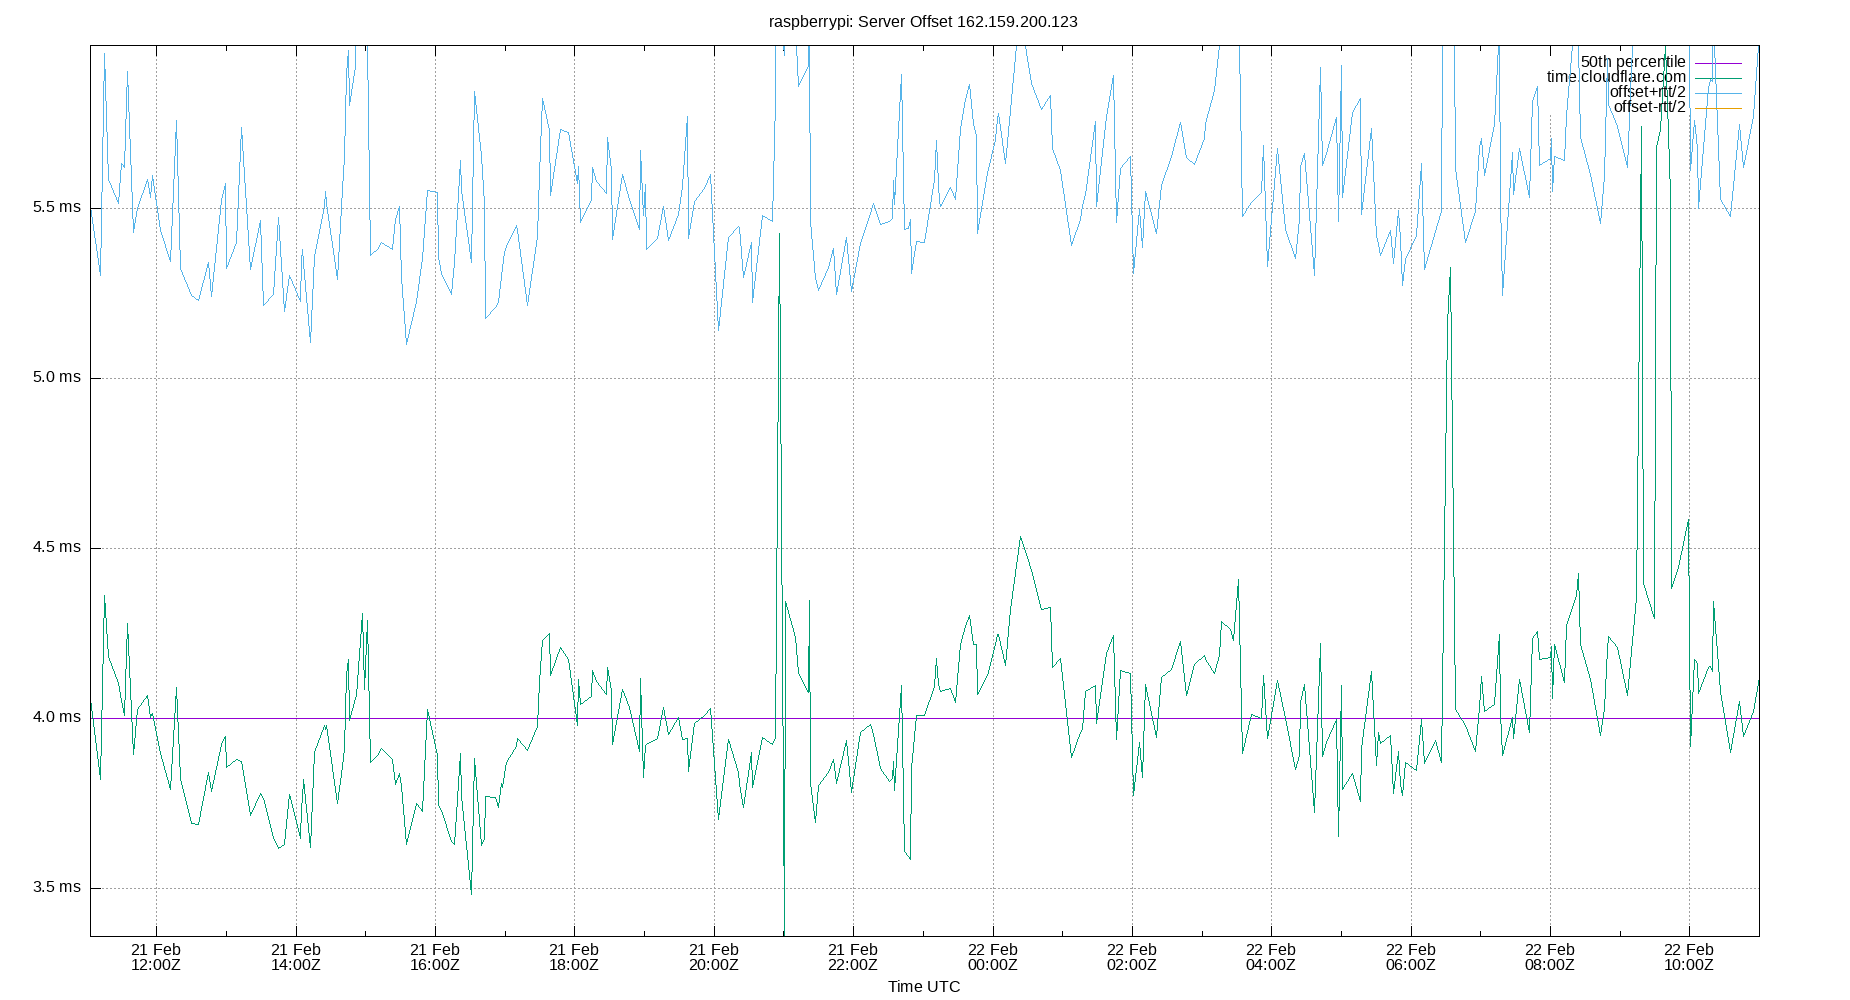 raspberrypi: Server Offset 162.159.200.123
50th percentile
time.cloudflare.com
offset+rtt/2
offset-rtt/2
5.5 ms
5.0 ms
4.5 ms
4.0 ms
3.5 ms
21 Feb 21 Feb 21 Feb 21 Feb 21 Feb 21 Feb 22 Feb 22 Feb 22 Feb 22 Feb 22 Feb 22 Feb
12:00Z 14:00Z 16:00Z 18:00Z 20:00Z 22:00Z 00:00Z 02:00Z 04:00Z 06:00Z 08:00Z 10:00Z
Time UTC